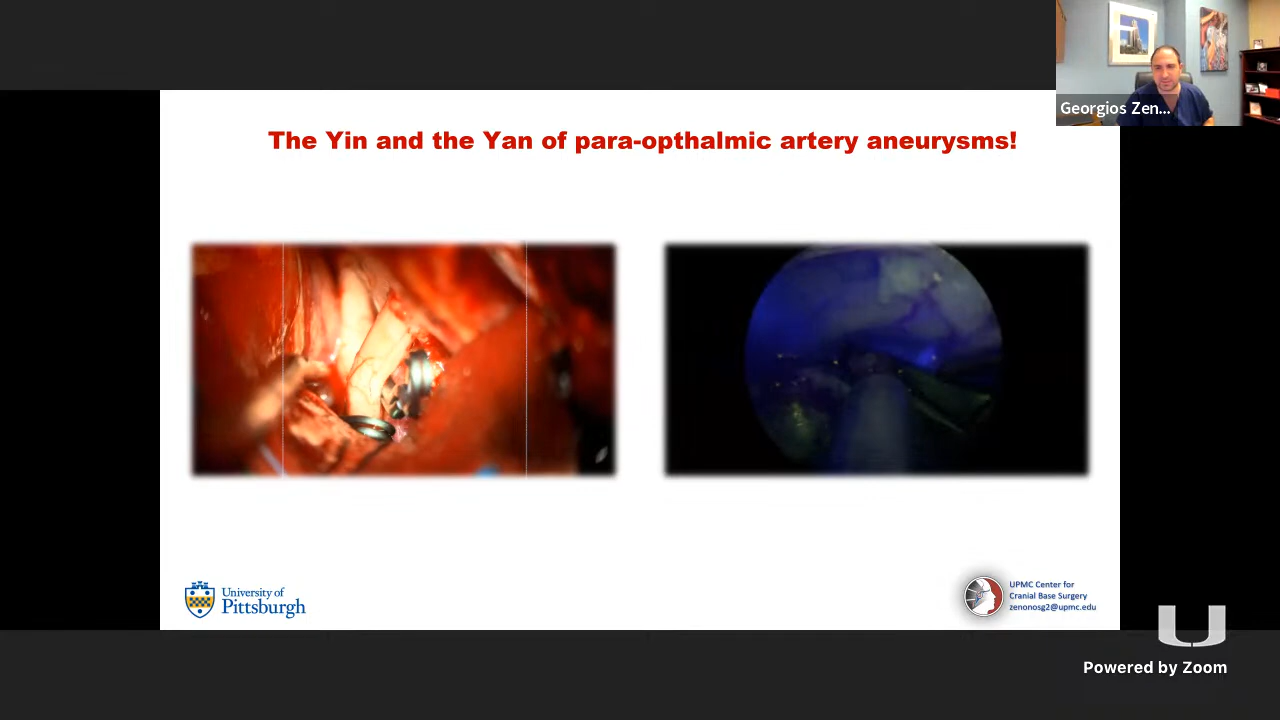 Georgios Zen...
The Yin and the Yan of para-opthalmic artery aneurysms!
University of
Pittsburgh
UPMC Center for
Cranial Base Surgery
zenonosg2@upmc.edu
Powered by Zoom